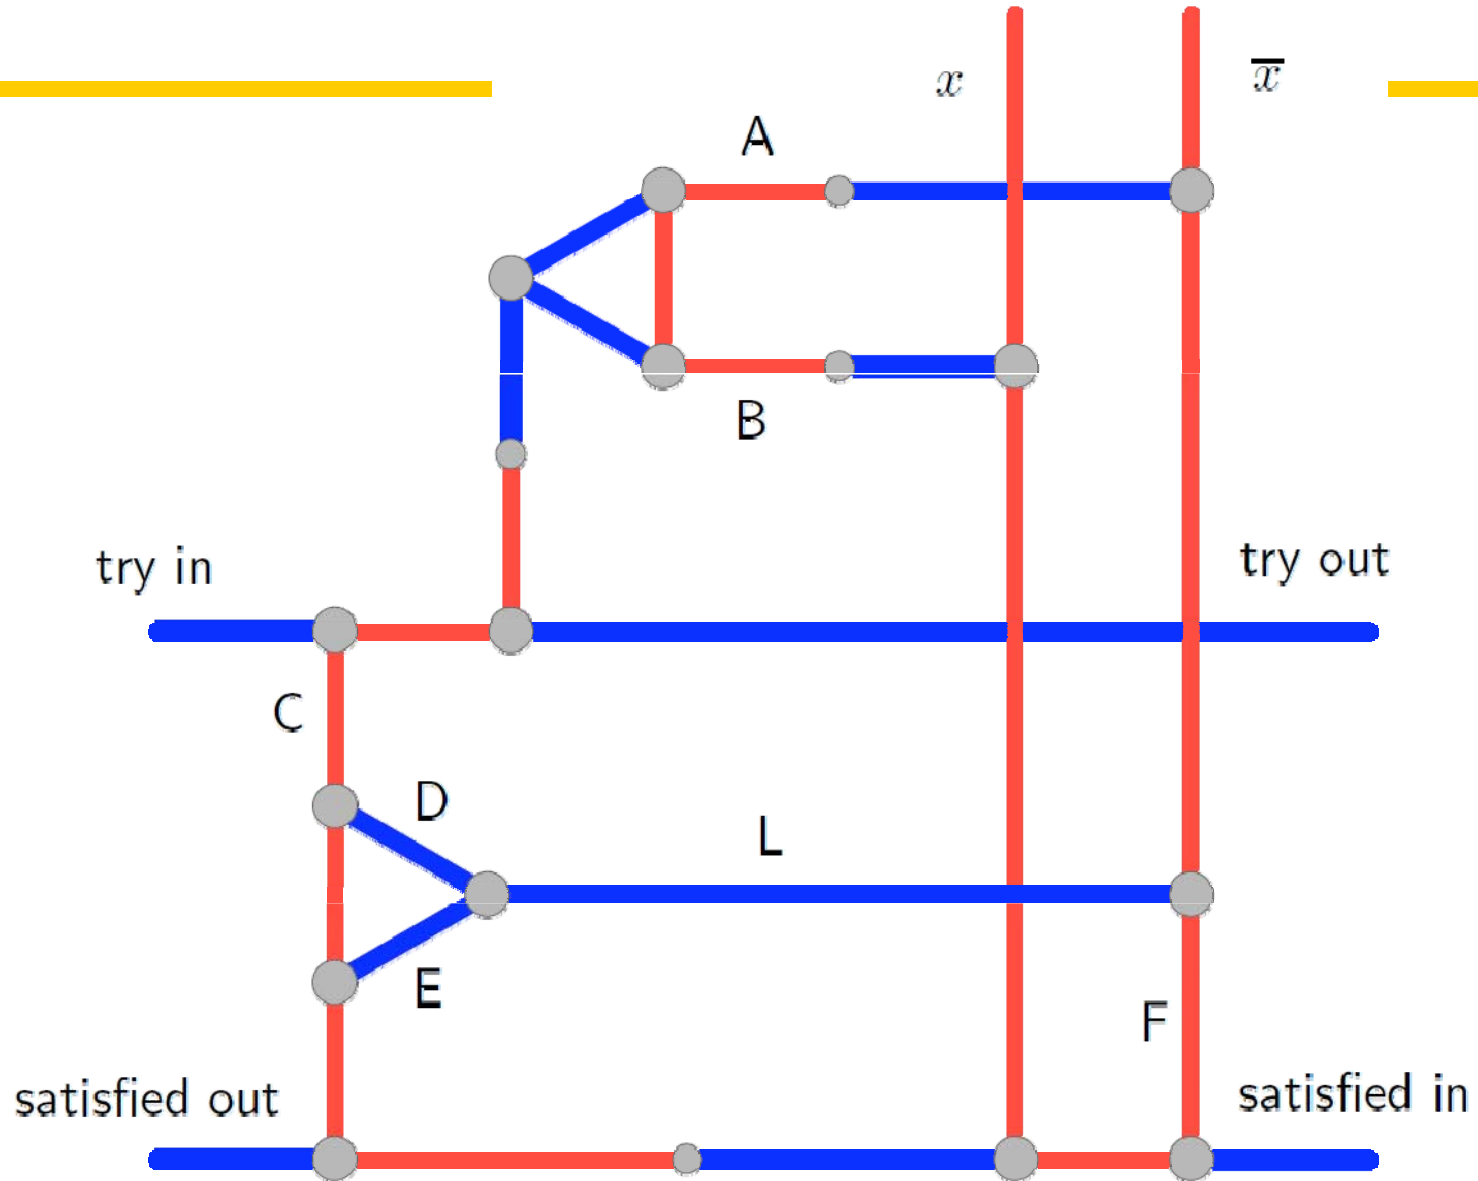 x
x̅
A
B
try in
try out
C
D
L
E
F
satisfied out
satisfied in